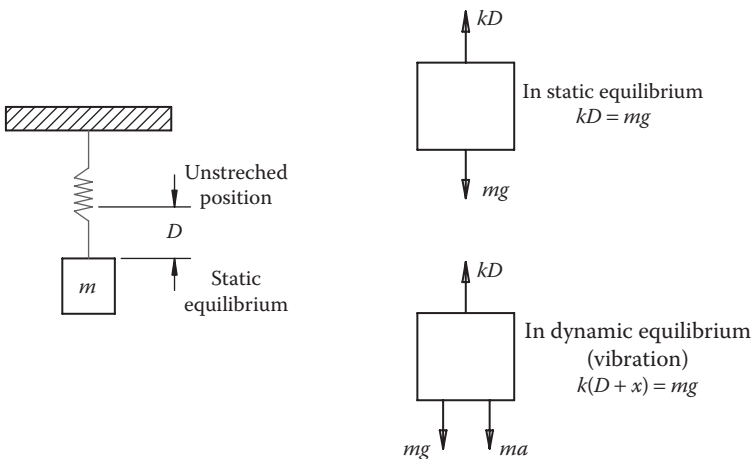 Unstreched
position
D
m
Static
equilibrium
kD
In static equilibrium
kD = mg
mg
kD
In dynamic equilibrium
(vibration)
k(D + x) = mg
mg
ma